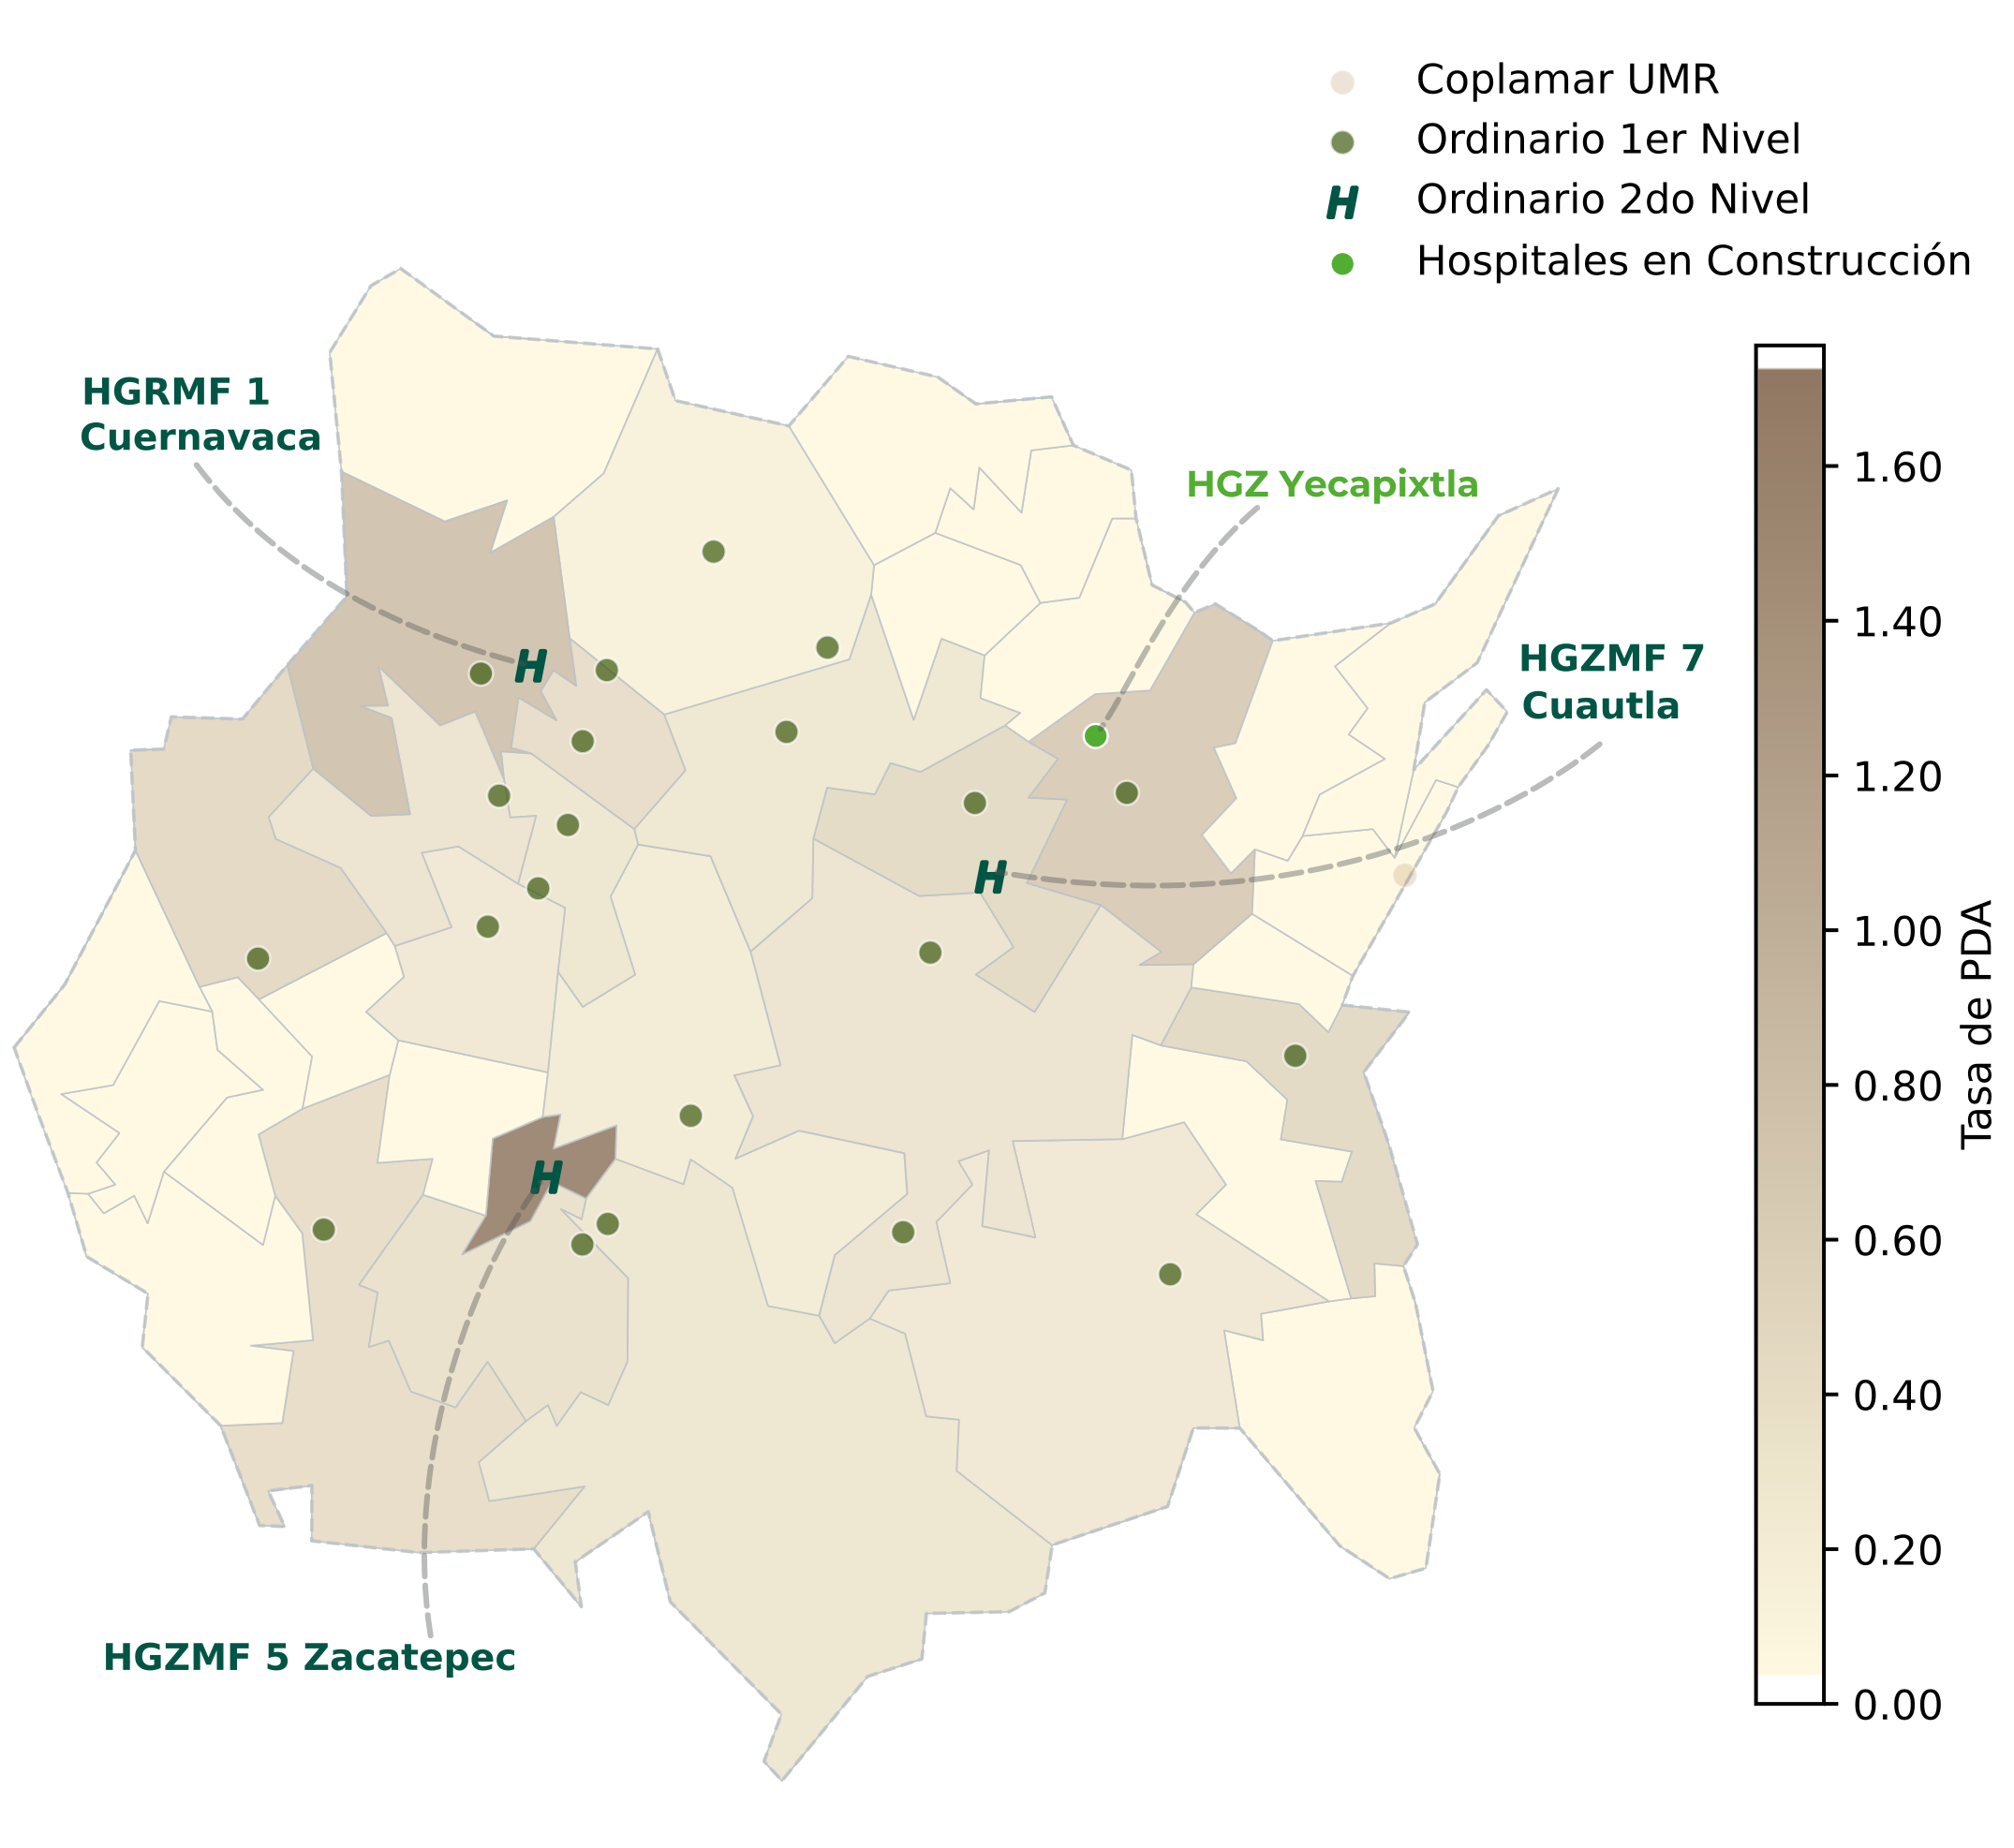 Coplamar UMR
Ordinario 1er Nivel
H Ordinario 2do Nivel
Hospitales en Construcción
HGRMF 1
Cuernavaca
HGZ Yecapixtla
HGZMF 7
Cuautla
H
H
H
HGZMF 5 Zacatepec
1.60
1.40
1.20
1.00
0.80
0.60
0.40
0.20
0.00
Tasa de PDA